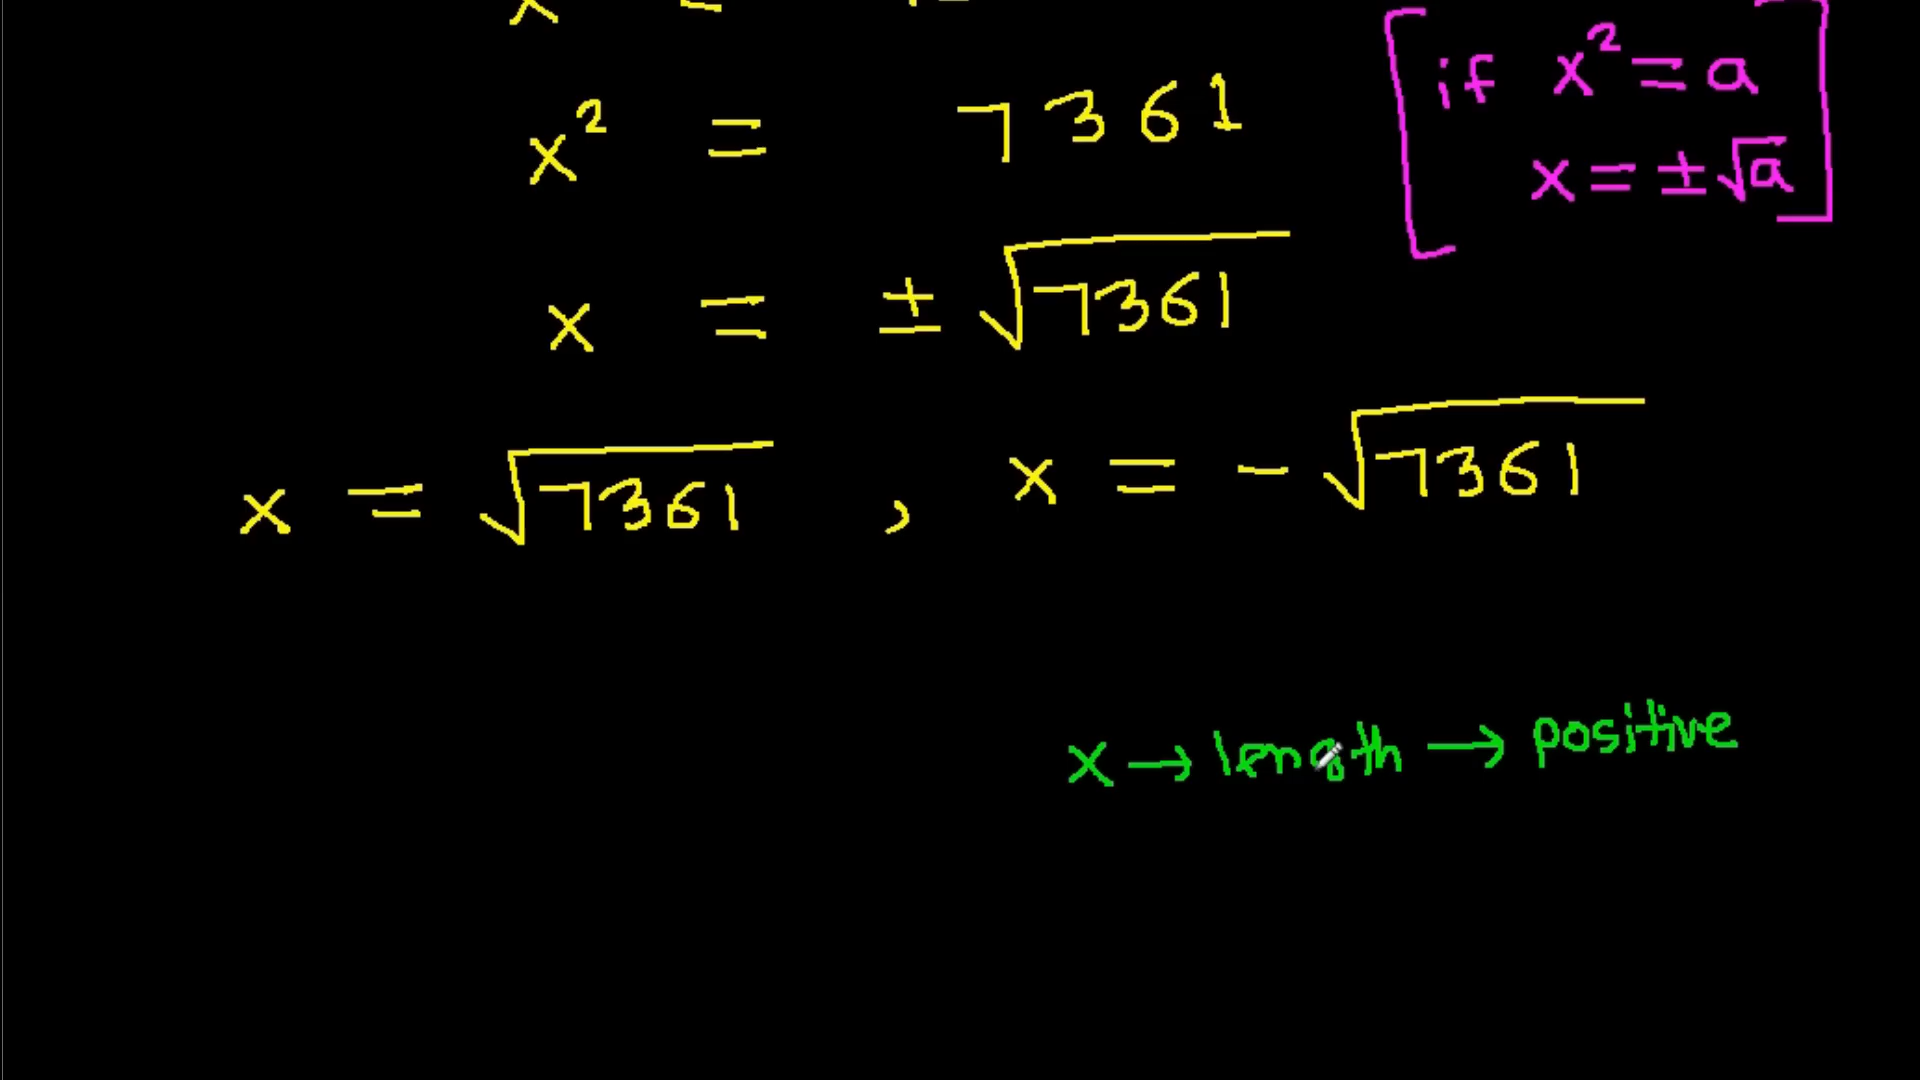 x² = 7361
x = ± √7361
x = √7361 , x = - √7361
[if x² = a
x = ± √a]
x → length → positive